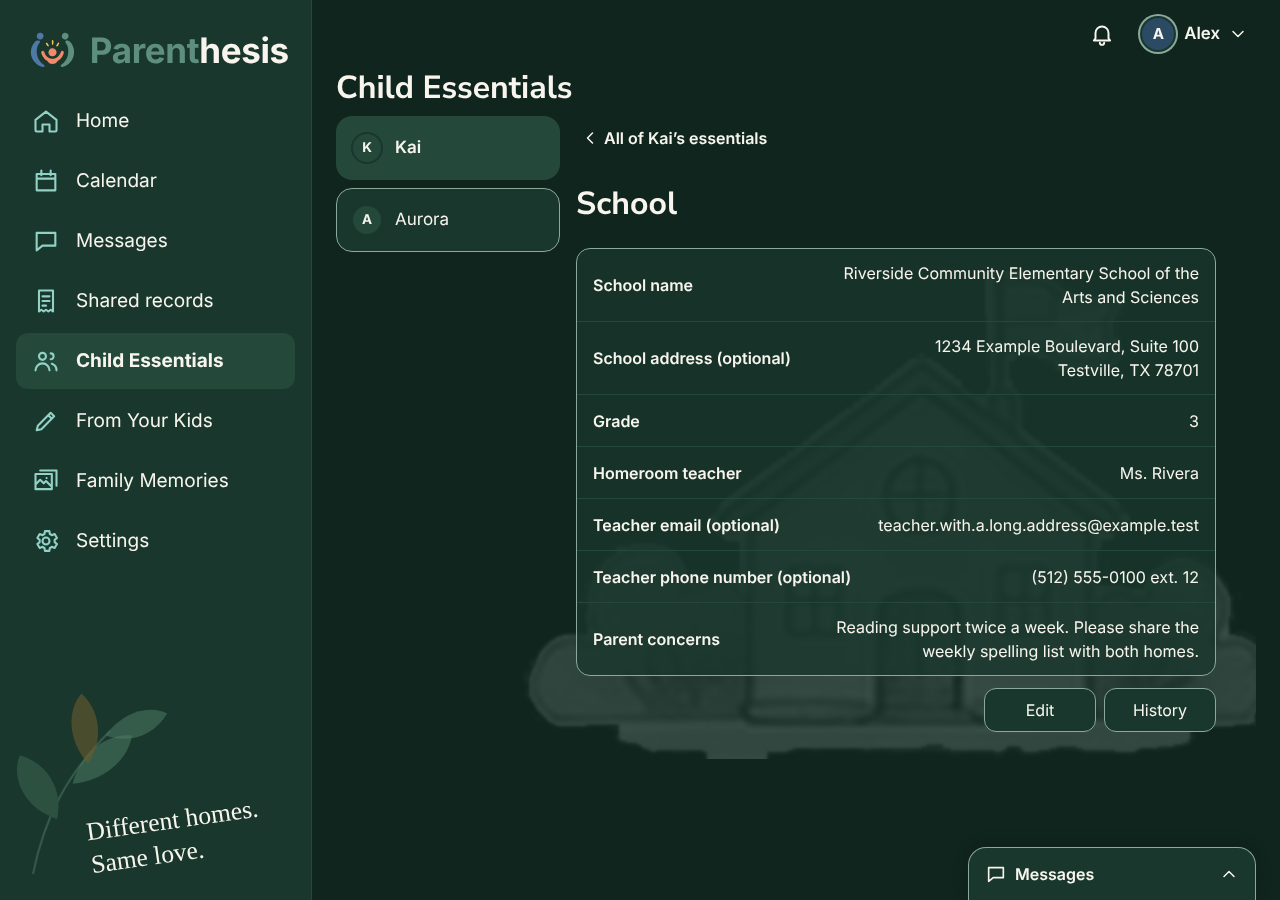 Parenthesis
Home
Calendar
Messages
Shared records
Child Essentials
From Your Kids
Family Memories
Settings
Different homes.
Same love.
A
Alex
Child Essentials
K
Kai
A
Aurora
All of Kai’s essentials
School
School name
Riverside Community Elementary School of the
Arts and Sciences
School address (optional)
1234 Example Boulevard, Suite 100
Testville, TX 78701
Grade
3
Homeroom teacher
Ms. Rivera
Teacher email (optional)
teacher.with.a.long.address@example.test
Teacher phone number (optional)
(512) 555-0100 ext. 12
Parent concerns
Reading support twice a week. Please share the
weekly spelling list with both homes.
Edit
History
Messages